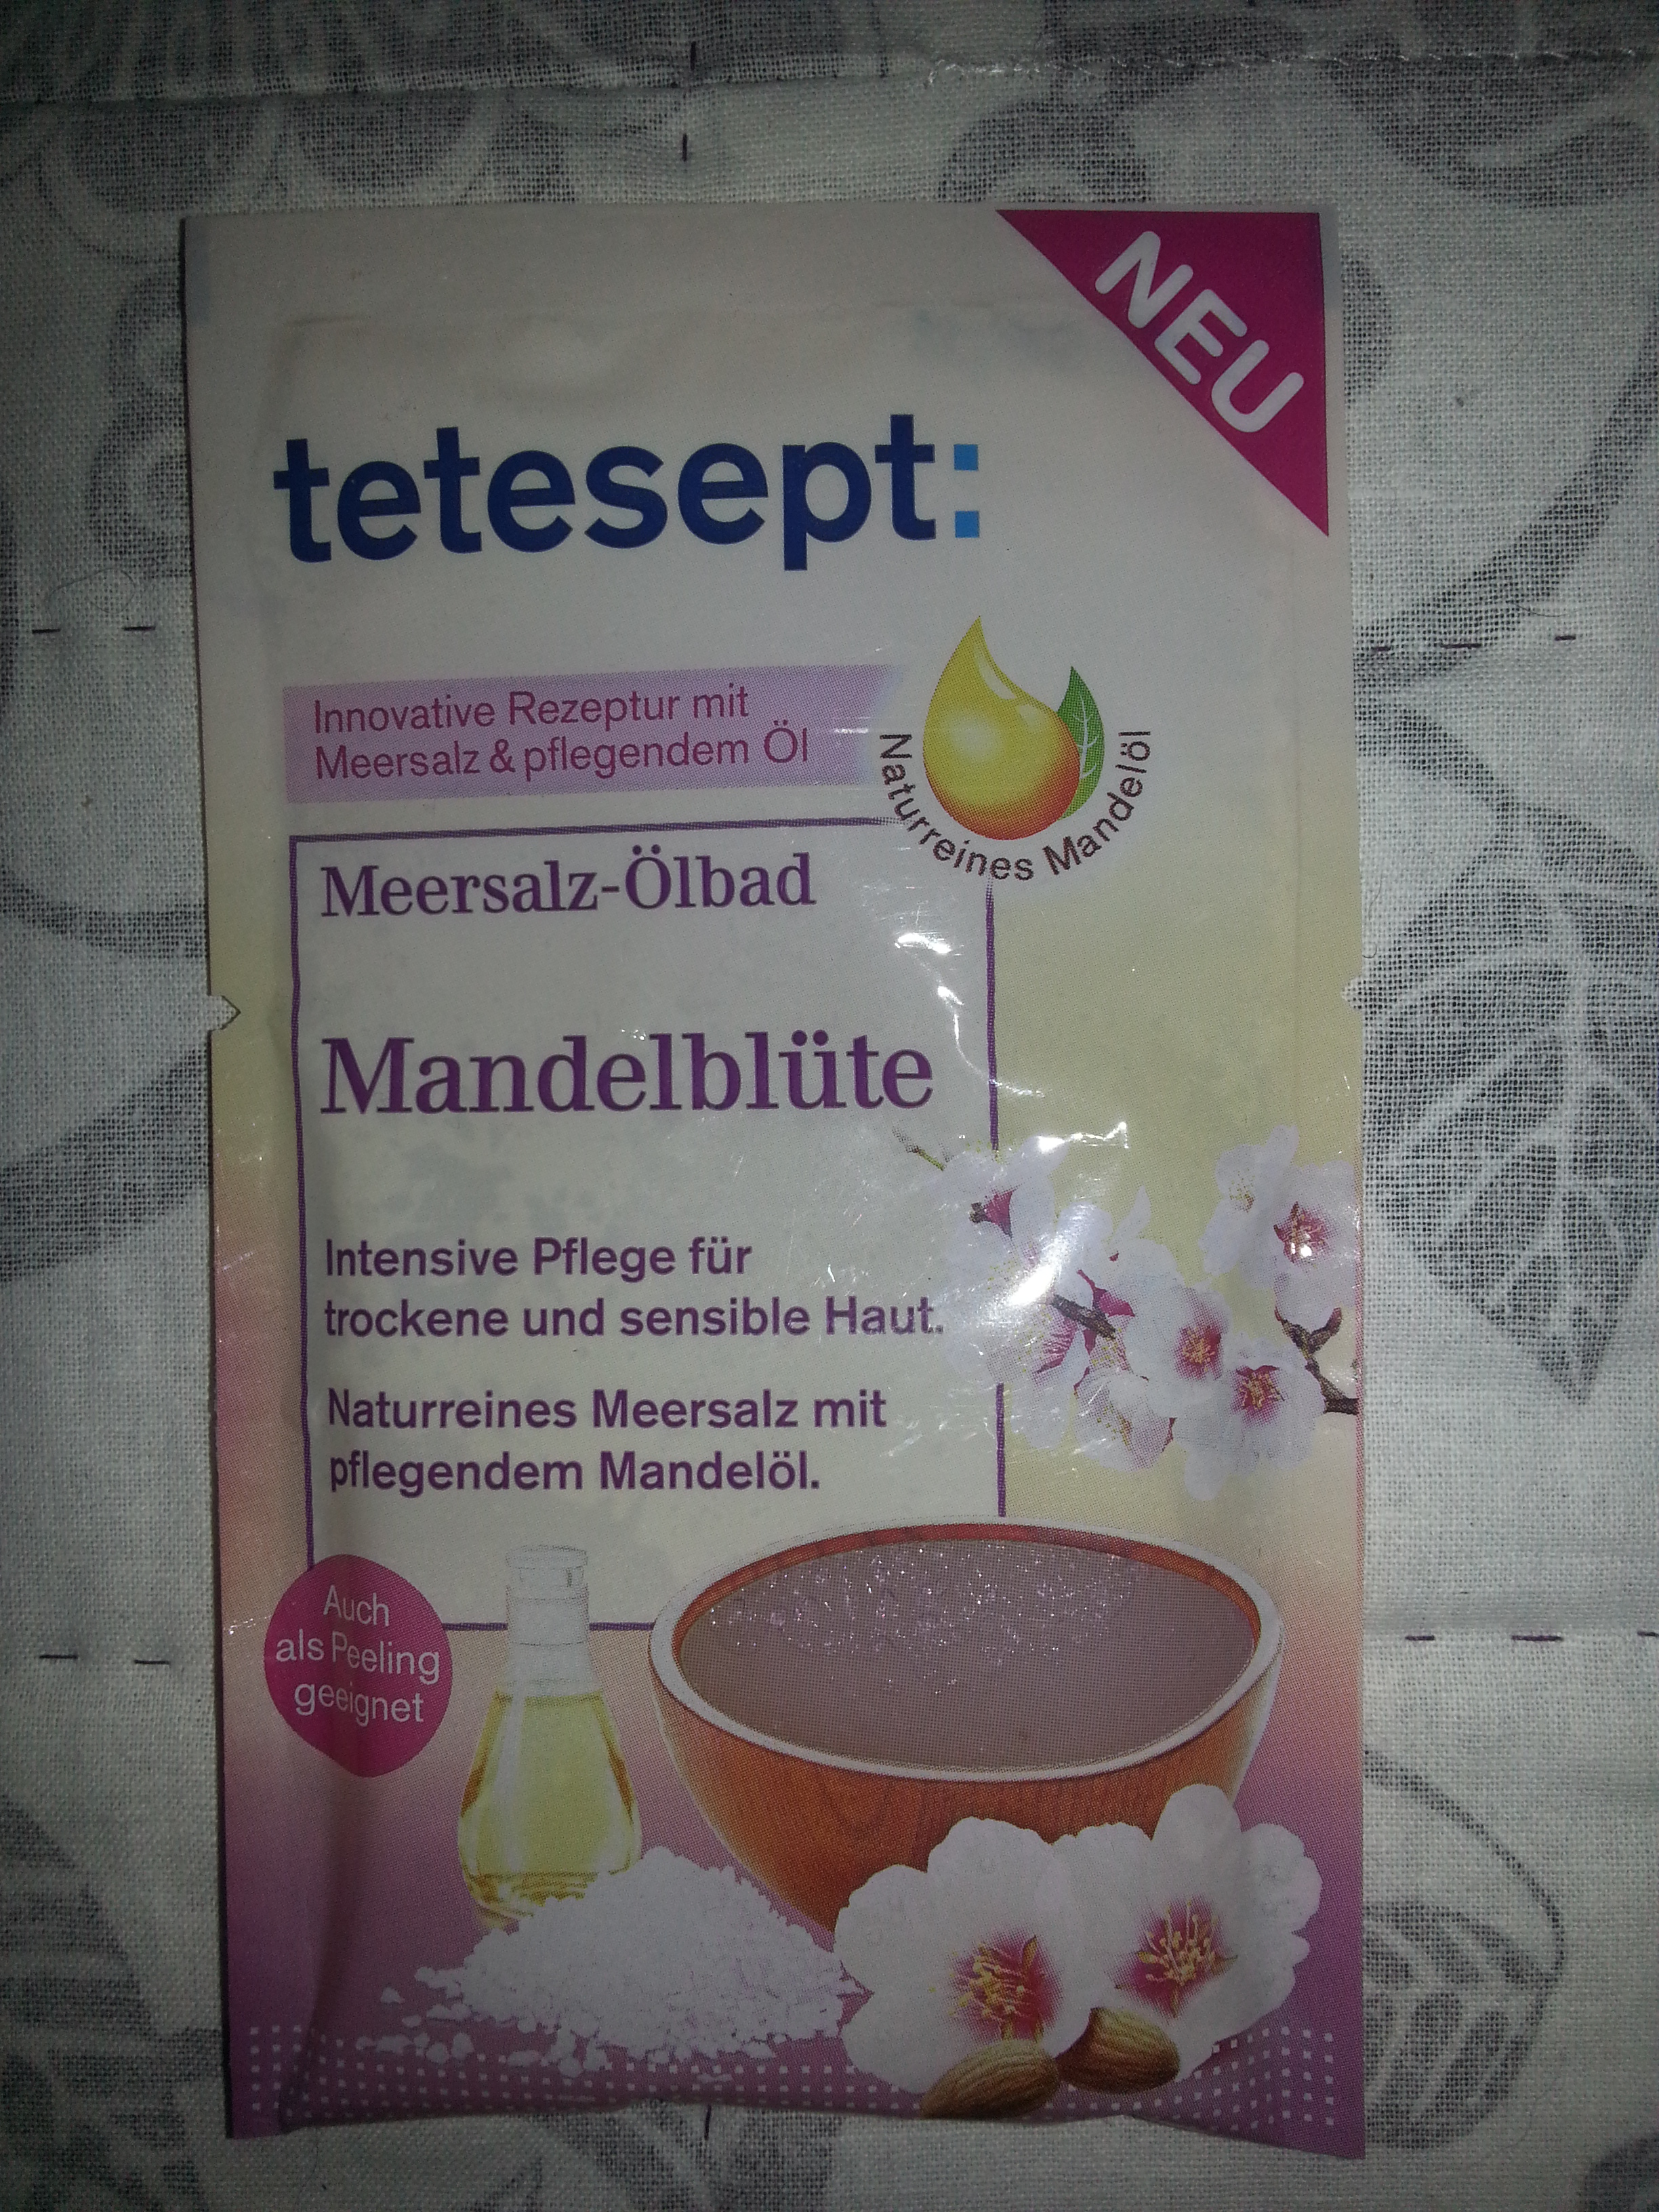 NEU
tetesept:
Innovative Rezeptur mit
Meersalz & pflegendem Öl
Naturreines Mandelöl
Meersalz-Ölbad
Mandelblüte
Intensive Pflege für
trockene und sensible Haut.
Naturreines Meersalz mit
pflegendem Mandelöl.
Auch
als Peeling
geeignet